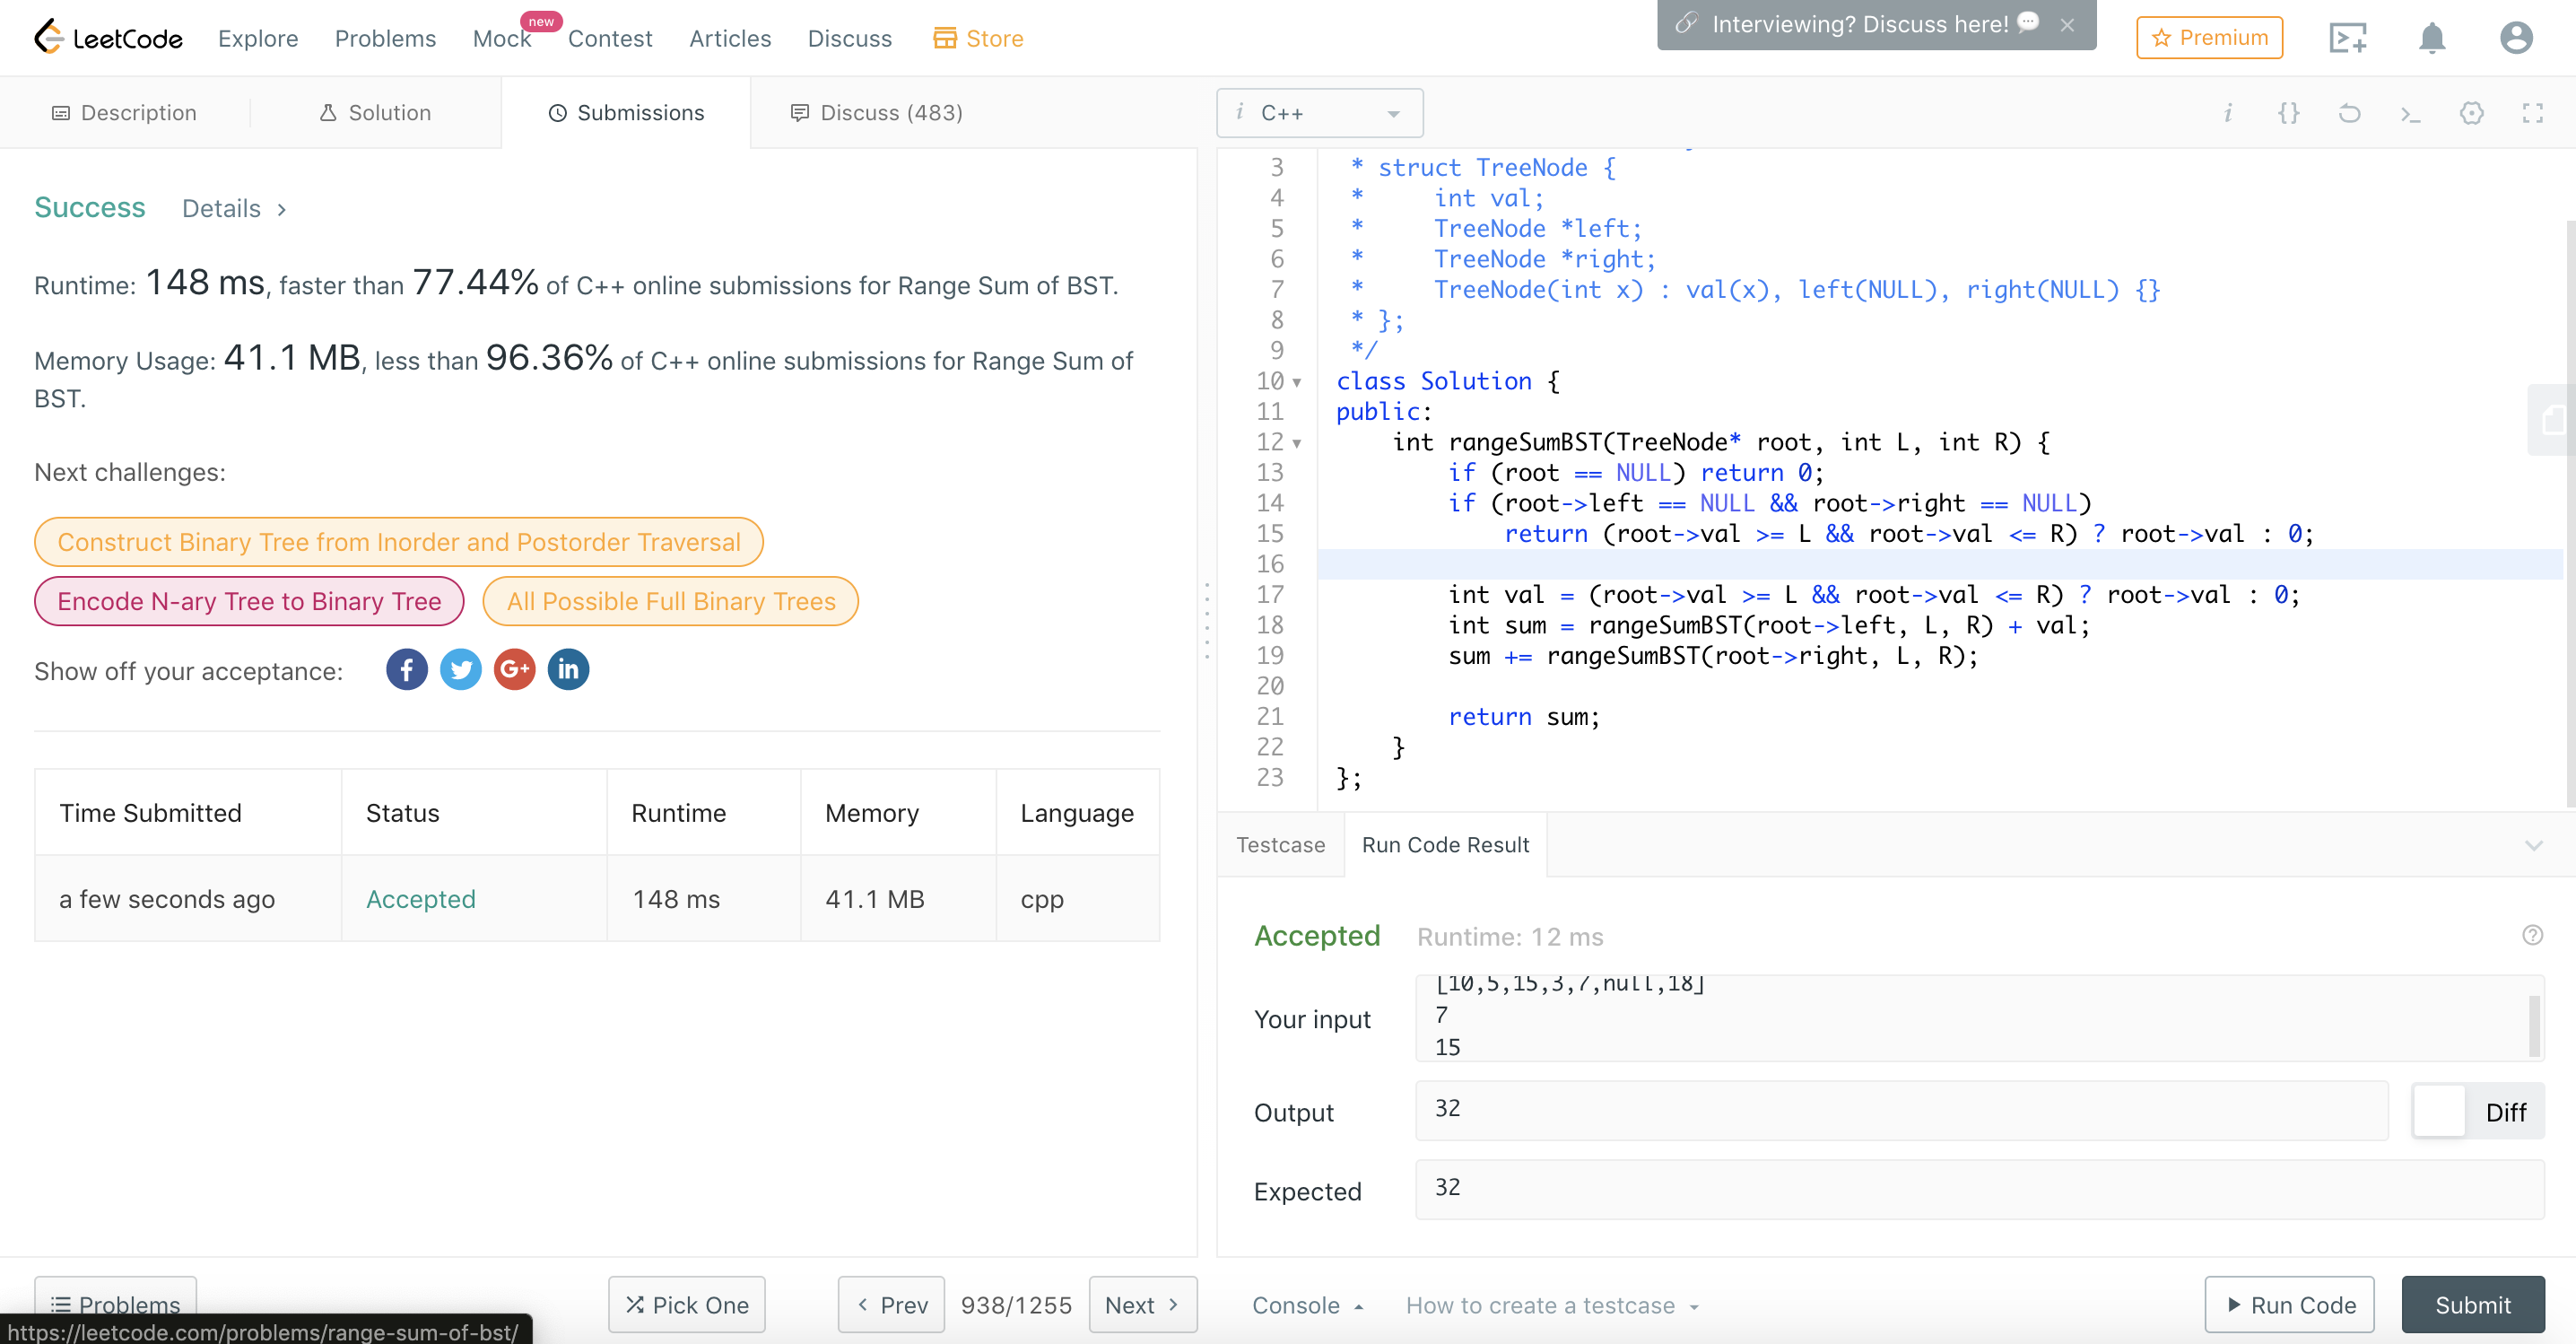 LeetCode
Explore
Problems
Mock
new
Contest
Articles
Discuss
Store
Interviewing? Discuss here! 💬
Premium
Description
Solution
Submissions
Discuss (483)
Success
Details
Runtime: 148 ms, faster than 77.44% of C++ online submissions for Range Sum of BST.
Memory Usage: 41.1 MB, less than 96.36% of C++ online submissions for Range Sum of
BST.
Next challenges:
Construct Binary Tree from Inorder and Postorder Traversal
Encode N-ary Tree to Binary Tree
All Possible Full Binary Trees
Show off your acceptance:
Time Submitted Status Runtime Memory Language
a few seconds ago Accepted 148 ms 41.1 MB cpp
Problems
Pick One
Prev
938/1255
Next
https://leetcode.com/problems/range-sum-of-bst/
i C++
3 * struct TreeNode {
4 *     int val;
5 *     TreeNode *left;
6 *     TreeNode *right;
7 *     TreeNode(int x) : val(x), left(NULL), right(NULL) {}
8 * };
9 */
10 class Solution {
11 public:
12     int rangeSumBST(TreeNode* root, int L, int R) {
13         if (root == NULL) return 0;
14         if (root->left == NULL && root->right == NULL)
15             return (root->val >= L && root->val <= R) ? root->val : 0;
16
17         int val = (root->val >= L && root->val <= R) ? root->val : 0;
18         int sum = rangeSumBST(root->left, L, R) + val;
19         sum += rangeSumBST(root->right, L, R);
20
21         return sum;
22     }
23 };
Testcase
Run Code Result
Accepted
Runtime: 12 ms
Your input
[10,5,15,3,7,null,18]
7
15
Output
32
Diff
Expected
32
Console
How to create a testcase
Run Code
Submit